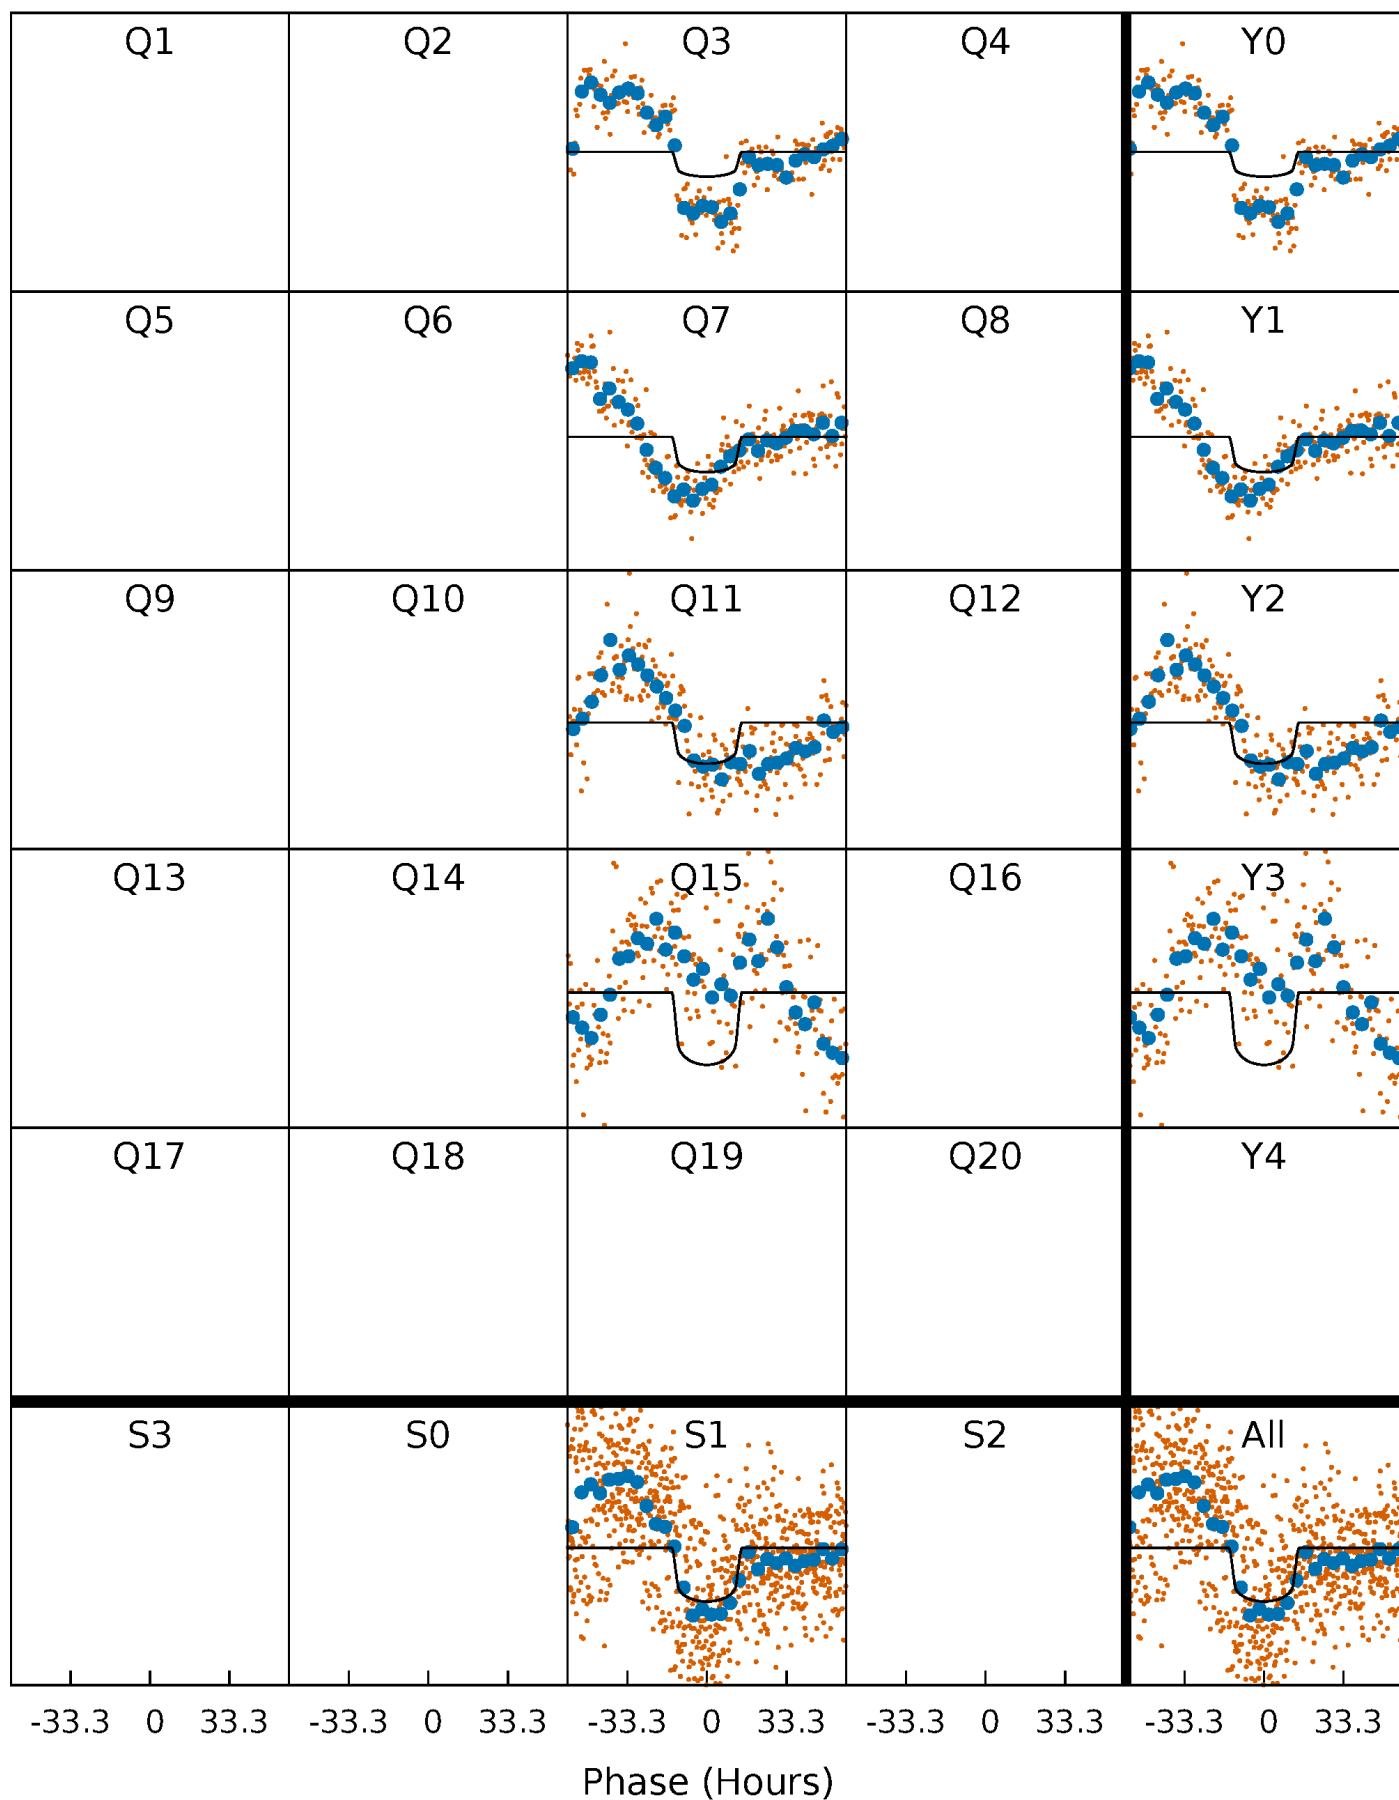 Q1 Q2 Q3 Q4 Y0
Q5 Q6 Q7 Q8 Y1
Q9 Q10 Q11 Q12 Y2
Q13 Q14 Q15 Q16 Y3
Q17 Q18 Q19 Q20 Y4
S3 S0 S1 S2 All
-33.3 0 33.3 -33.3 0 33.3 -33.3 0 33.3 -33.3 0 33.3 -33.3 0 33.3
Phase (Hours)